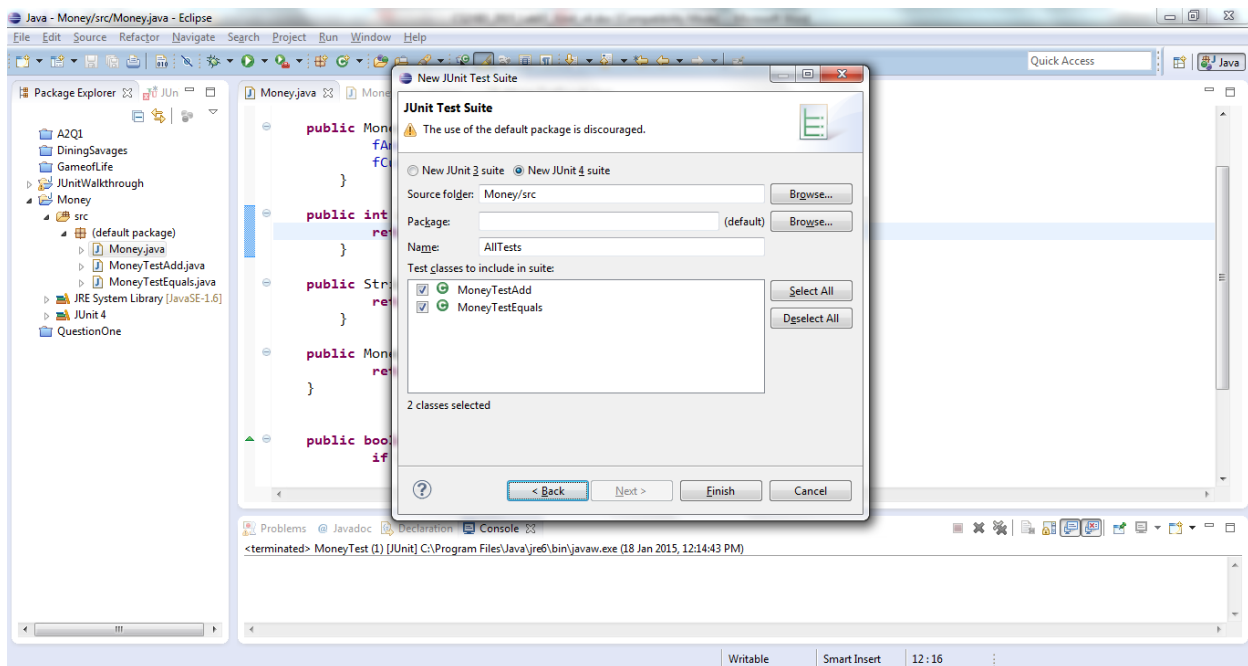 Java - Money/src/Money.java - Eclipse
File Edit Source Refactor Navigate Search Project Run Window Help
Quick Access
Java
Package Explorer
JUn
A2Q1
DiningSavages
GameofLife
JUnitWalkthrough
Money
src
(default package)
Money.java
MoneyTestAdd.java
MoneyTestEquals.java
JRE System Library [JavaSE-1.6]
JUnit 4
QuestionOne
Money.java
public
public int
}
public
}
public
}
public
if
New JUnit Test Suite
JUnit Test Suite
The use of the default package is discouraged.
New JUnit 3 suite
New JUnit 4 suite
Source folder: Money/src Browse...
Package: (default) Browse...
Name: AllTests
Test classes to include in suite:
MoneyTestAdd
MoneyTestEquals
Select All
Deselect All
2 classes selected
< Back Next > Finish Cancel
Problems @ Javadoc Declaration Console
<terminated> MoneyTest (1) [JUnit] C:\Program Files\Java\jre6\bin\javaw.exe (18 Jan 2015, 12:14:43 PM)
Writable Smart Insert 12 : 16